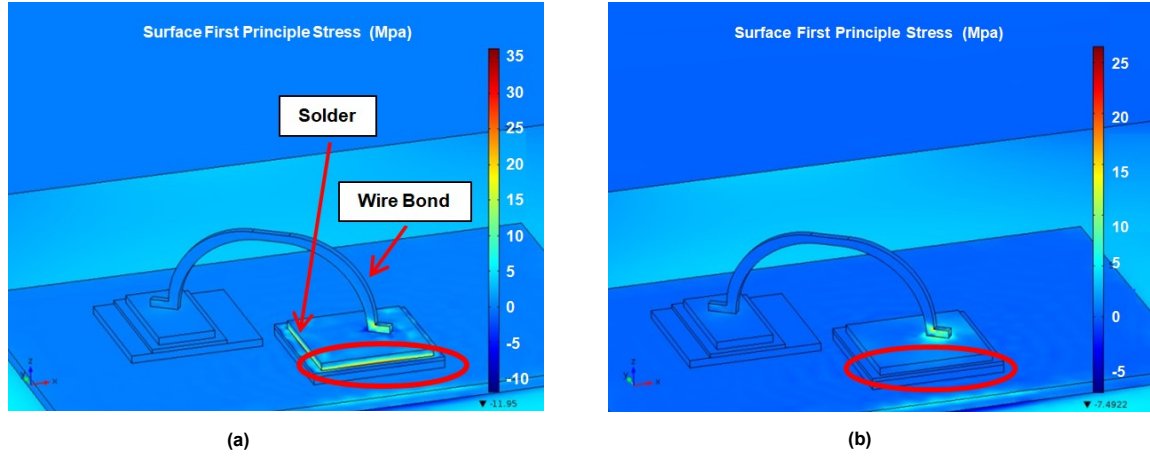 Surface First Principle Stress (Mpa)
35
30
25
20
15
10
5
0
-5
-10
Solder
Wire Bond
z
y
x
▼ -11.95
(a)
Surface First Principle Stress (Mpa)
25
20
15
10
5
0
-5
z
y
x
▼ -7.4922
(b)